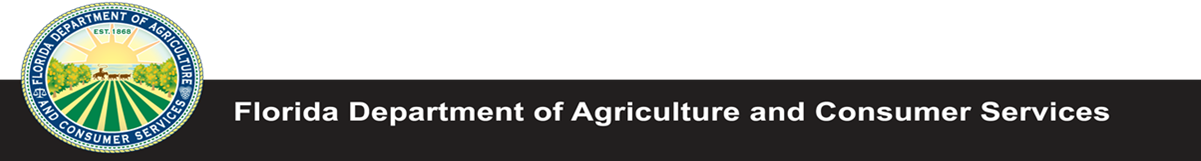 FLORIDA DEPARTMENT OF AGRICULTURE
EST. 1868
AND CONSUMER SERVICES
Florida Department of Agriculture and Consumer Services